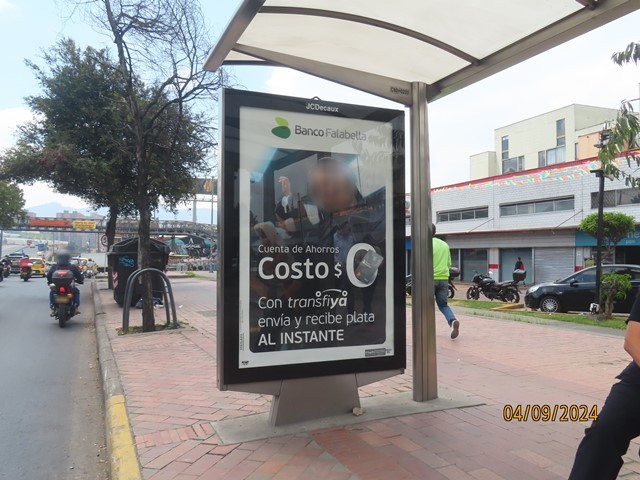 JCDecaux
Banco Falabella
Cuenta de Ahorros
Costo $0
Con transfiya
envía y recibe plata
AL INSTANTE
04/09/2024